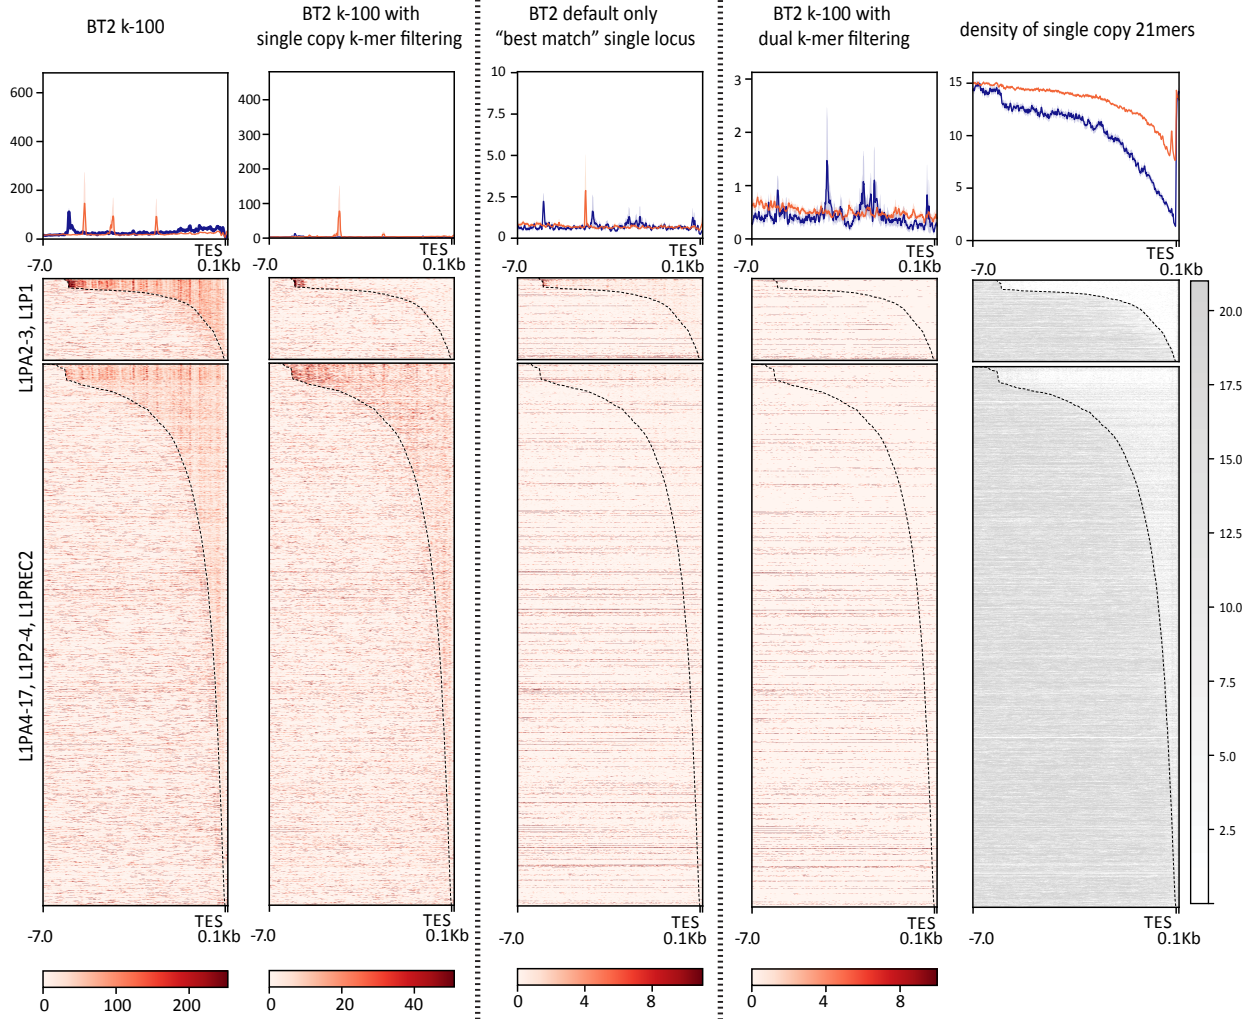 BT2 k-100
BT2 k-100 with
single copy k-mer filtering
BT2 default only
“best match” single locus
BT2 k-100 with
dual k-mer filtering
density of single copy 21mers
600
400
200
0
TES
-7.0
0.1Kb
400
300
200
100
0
TES
-7.0
0.1Kb
10
7.5
5.0
2.5
0
TES
-7.0
0.1Kb
3
2
1
0
TES
-7.0
0.1Kb
15
10
5
0
TES
-7.0
0.1Kb
L1PA2-3, L1P1
L1PA4-17, L1P2-4, L1PREC2
20.0
17.5
15.0
12.5
10.0
7.5
5.0
2.5
TES
-7.0
0.1Kb
TES
-7.0
0.1Kb
TES
-7.0
0.1Kb
TES
-7.0
0.1Kb
TES
-7.0
0.1Kb
0 100 200
0 20 40
0 4 8
0 4 8